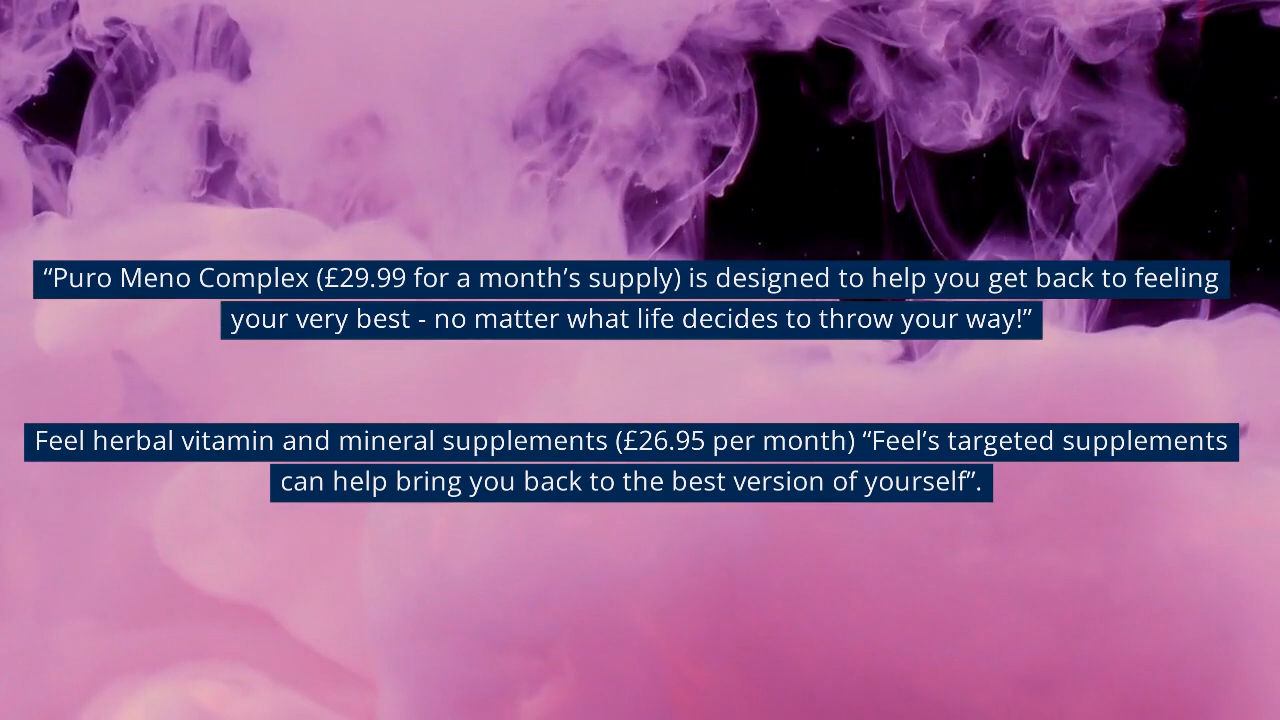 “Puro Meno Complex (£29.99 for a month’s supply) is designed to help you get back to feeling
your very best - no matter what life decides to throw your way!”
Feel herbal vitamin and mineral supplements (£26.95 per month) “Feel’s targeted supplements
can help bring you back to the best version of yourself”.